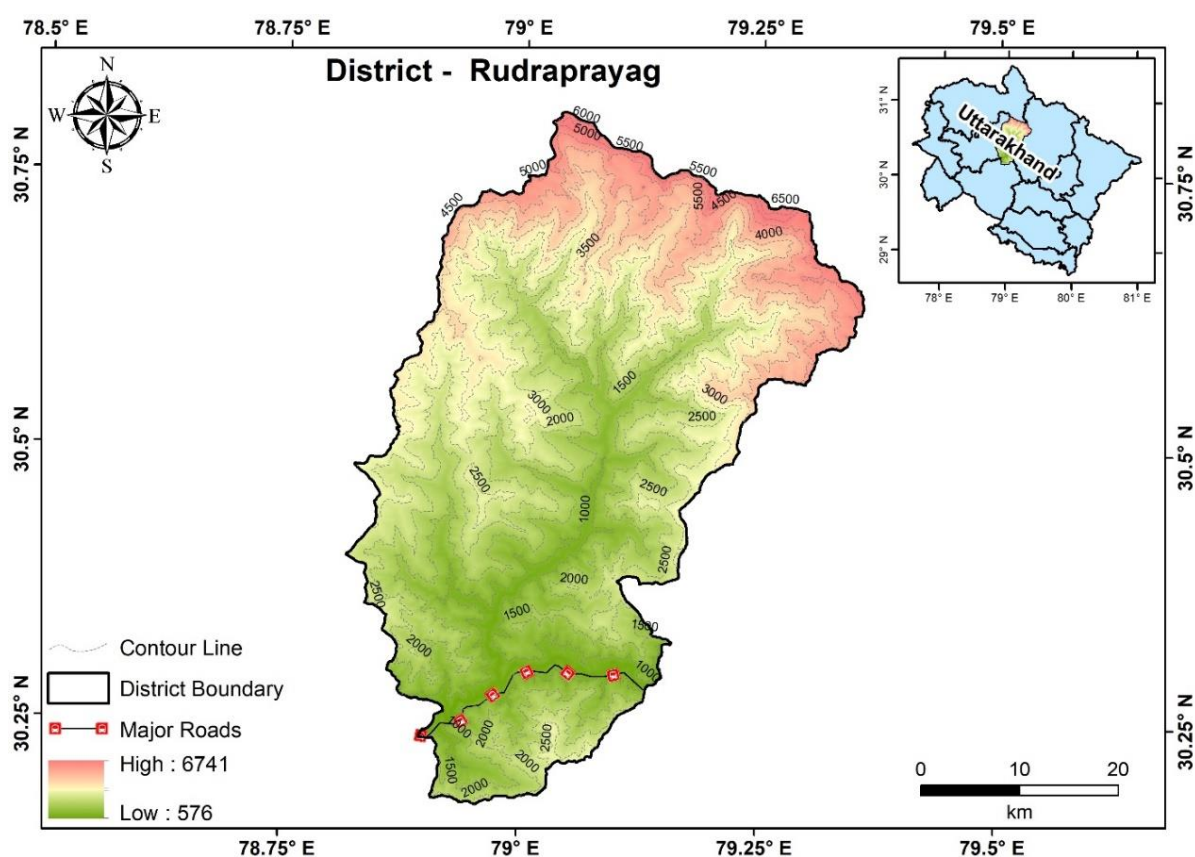 78.5° E
78.75° E
79° E
79.25° E
79.5° E
District - Rudraprayag
N
W
E
S
30.75° N
30.5° N
30.25° N
30.75° N
30.5° N
30.25° N
31° N
30° N
29° N
Uttarakhand
78° E
79° E
80° E
81° E
6000
5000
5500
5000
5500
5500
4500
6500
4500
4000
3500
1500
3000
3000
2000
2500
2500
2500
1000
2500
2000
2500
1500
1500
2000
1000
2000
2500
1500
2000
2000
Contour Line
District Boundary
Major Roads
High : 6741
Low : 576
0
10
20
km
78.75° E
79° E
79.25° E
79.5° E